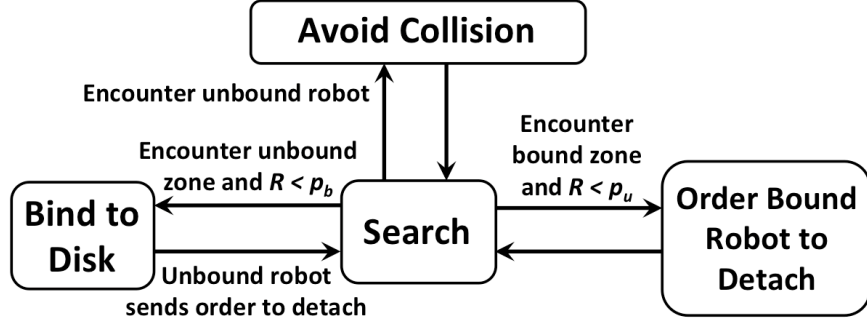 Avoid Collision
Encounter unbound robot
Encounter unbound
zone and R < p_b
Encounter
bound zone
and R < p_u
Bind to
Disk
Search
Order Bound
Robot to
Detach
Unbound robot
sends order to detach